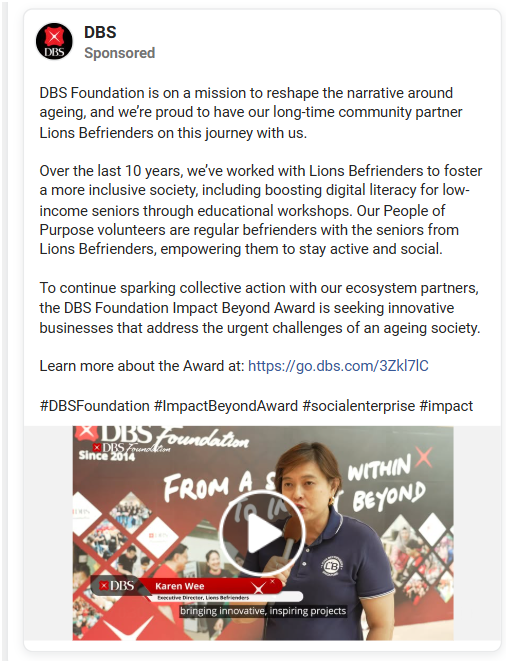 DBS
DBS
Sponsored
DBS Foundation is on a mission to reshape the narrative around
ageing, and we’re proud to have our long-time community partner
Lions Befrienders on this journey with us.
Over the last 10 years, we’ve worked with Lions Befrienders to foster
a more inclusive society, including boosting digital literacy for low-
income seniors through educational workshops. Our People of
Purpose volunteers are regular befrienders with the seniors from
Lions Befrienders, empowering them to stay active and social.
To continue sparking collective action with our ecosystem partners,
the DBS Foundation Impact Beyond Award is seeking innovative
businesses that address the urgent challenges of an ageing society.
Learn more about the Award at: https://go.dbs.com/3Zkl7lC
#DBSFoundation #ImpactBeyondAward #socialenterprise #impact
DBS Foundation
DBS Foundation
Since 2014
FROM A S WITHIN
TO IM BEYOND
LB
DBS
Karen Wee
Executive Director, Lions Befrienders
bringing innovative, inspiring projects